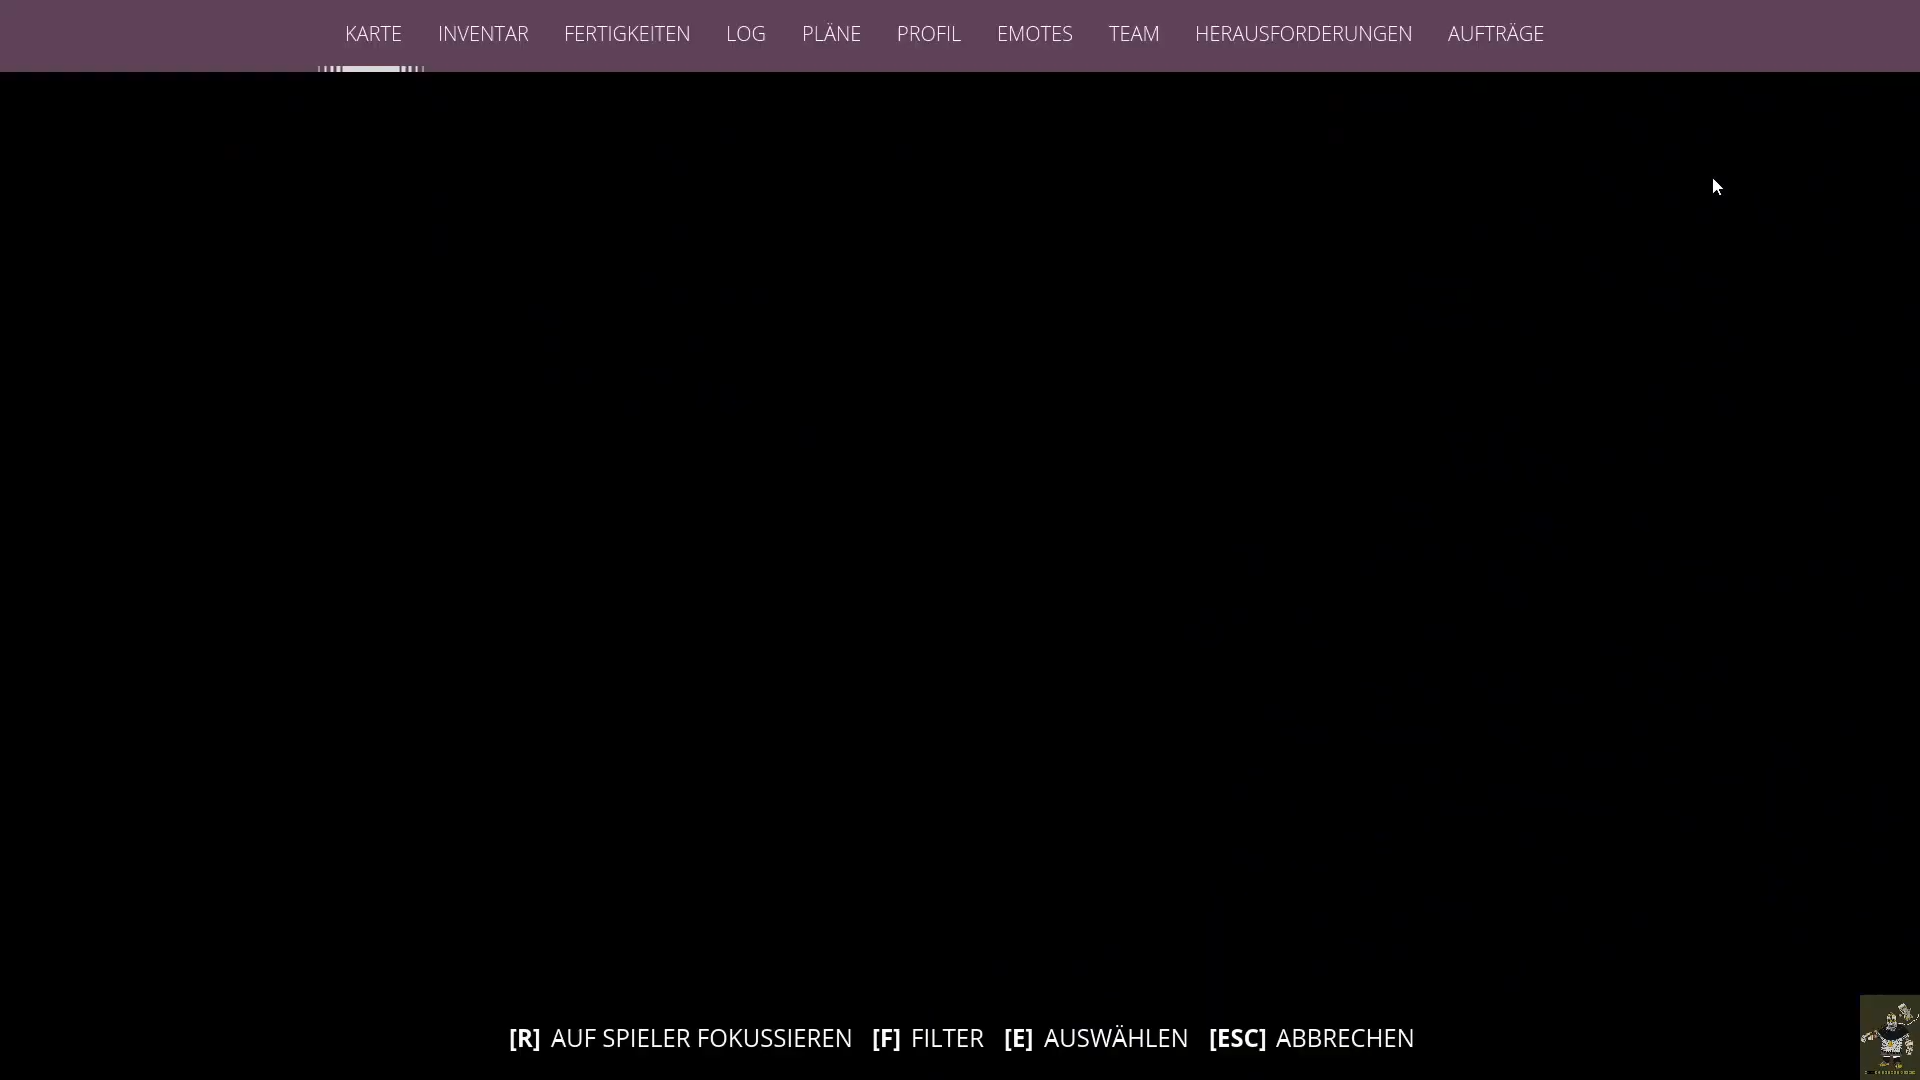 KARTE INVENTAR FERTIGKEITEN LOG PLÄNE PROFIL EMOTES TEAM HERAUSFORDERUNGEN AUFTRÄGE
[R] AUF SPIELER FOKUSSIEREN [F] FILTER [E] AUSWÄHLEN [ESC] ABBRECHEN